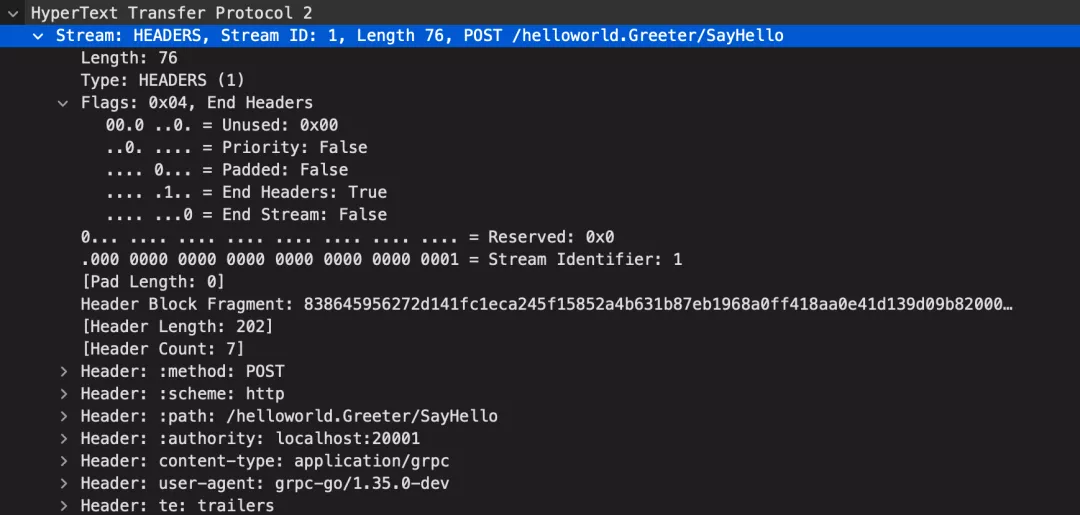 HyperText Transfer Protocol 2
Stream: HEADERS, Stream ID: 1, Length 76, POST /helloworld.Greeter/SayHello
Length: 76
Type: HEADERS (1)
Flags: 0x04, End Headers
00.0 ..0. = Unused: 0x00
..0. .... = Priority: False
.... 0... = Padded: False
.... .1.. = End Headers: True
.... ...0 = End Stream: False
0... .... .... .... .... .... .... .... = Reserved: 0x0
.000 0000 0000 0000 0000 0000 0000 0001 = Stream Identifier: 1
[Pad Length: 0]
Header Block Fragment: 838645956272d141fc1eca245f15852a4b631b87eb1968a0ff418aa0e41d139d09b82000…
[Header Length: 202]
[Header Count: 7]
Header: :method: POST
Header: :scheme: http
Header: :path: /helloworld.Greeter/SayHello
Header: :authority: localhost:20001
Header: content-type: application/grpc
Header: user-agent: grpc-go/1.35.0-dev
Header: te: trailers